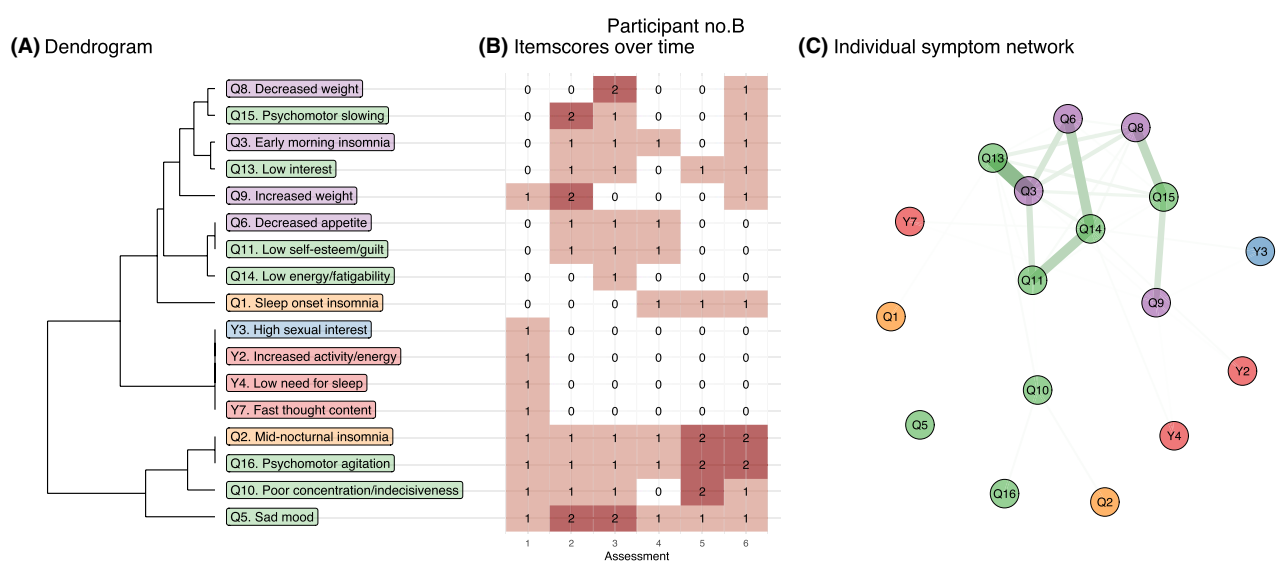 Participant no.B
(A) Dendrogram
(B) Itemscores over time
(C) Individual symptom network
Q8. Decreased weight 0 0 2 0 0 1
Q15. Psychomotor slowing 0 2 1 0 0 1
Q3. Early morning insomnia 0 1 1 1 0 1
Q13. Low interest 0 1 1 0 1 1
Q9. Increased weight 1 2 0 0 0 1
Q6. Decreased appetite 0 1 1 1 0 0
Q11. Low self-esteem/guilt 0 1 1 1 0 0
Q14. Low energy/fatigability 0 0 1 0 0 0
Q1. Sleep onset insomnia 0 0 0 1 1 1
Y3. High sexual interest 1 0 0 0 0 0
Y2. Increased activity/energy 1 0 0 0 0 0
Y4. Low need for sleep 1 0 0 0 0 0
Y7. Fast thought content 1 0 0 0 0 0
Q2. Mid-nocturnal insomnia 1 1 1 1 2 2
Q16. Psychomotor agitation 1 1 1 1 2 2
Q10. Poor concentration/indecisiveness 1 1 1 0 2 1
Q5. Sad mood 1 2 2 1 1 1
1 2 3 4 5 6
Assessment
Q6
Q8
Q13
Q3
Q15
Y7
Q14
Y3
Q11
Q9
Q1
Y2
Q10
Q5
Y4
Q16
Q2